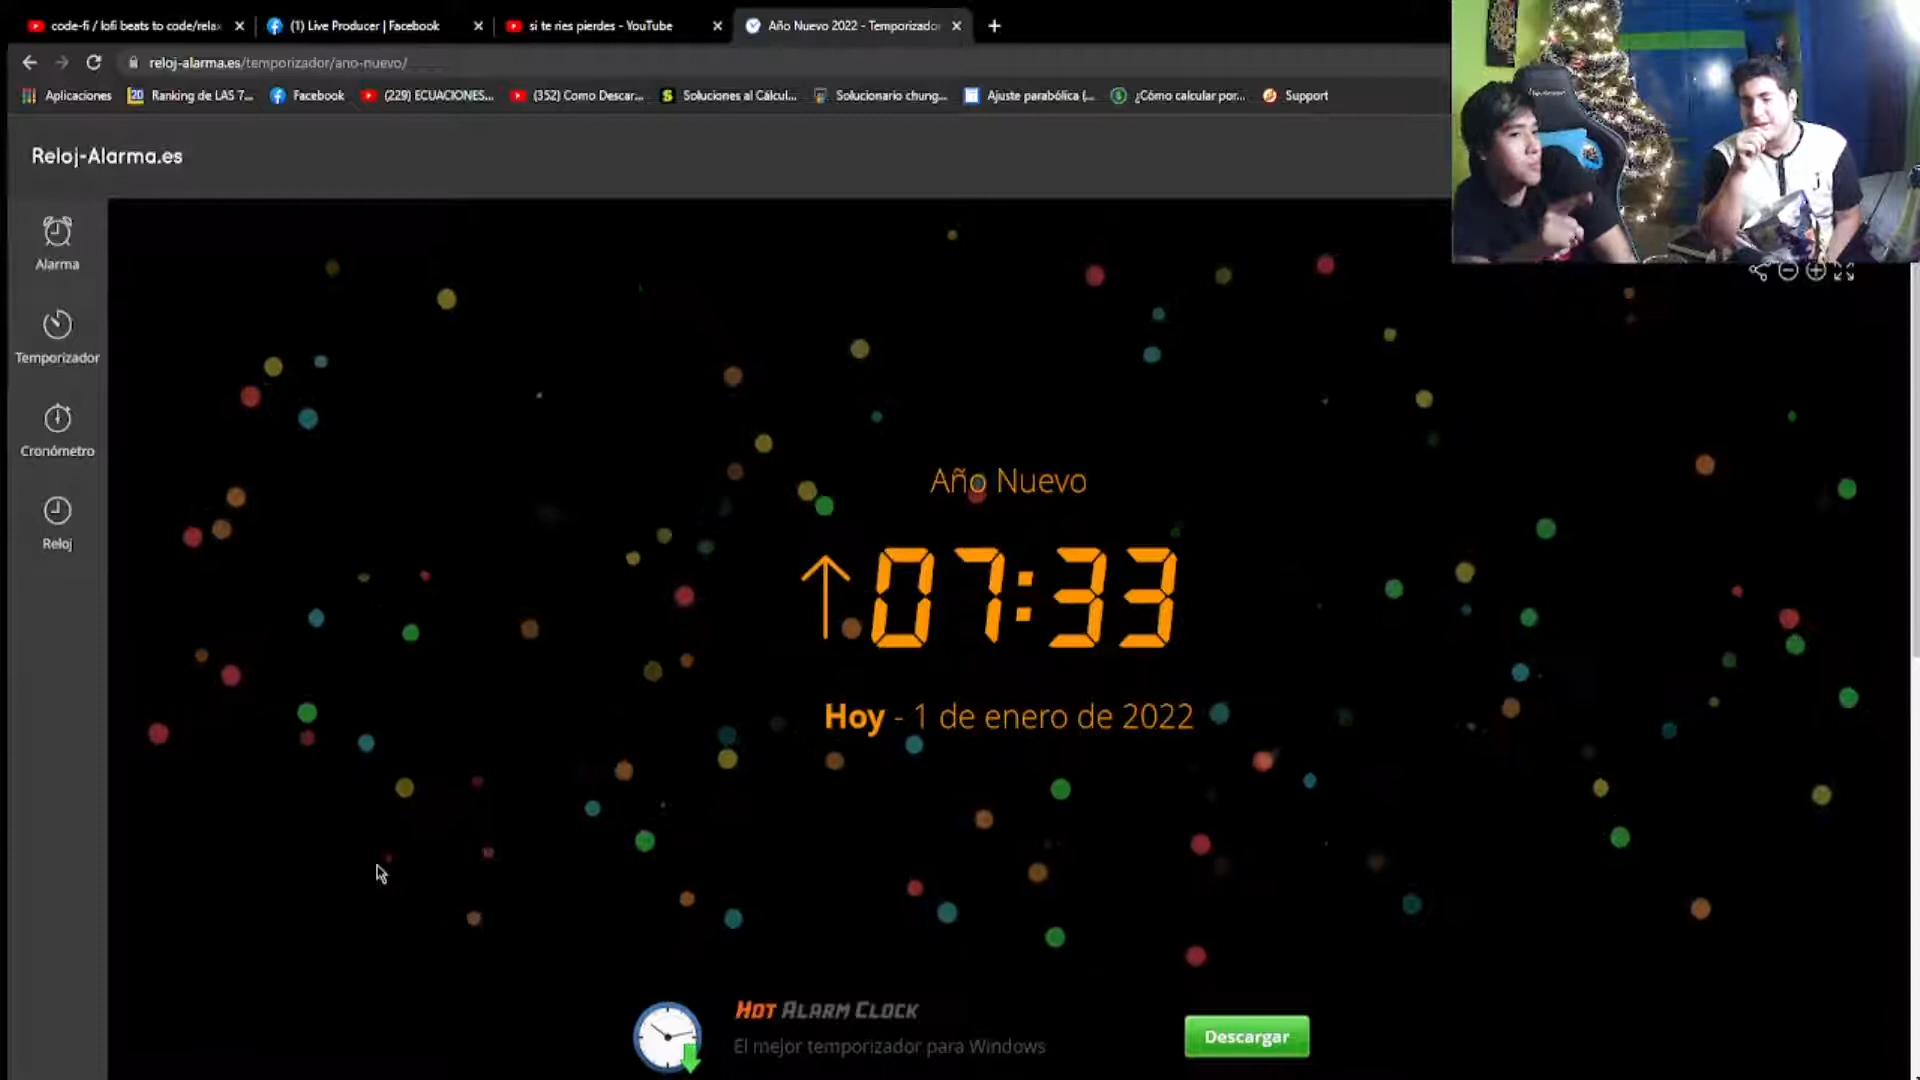 code-fi / lofi beats to code/rela
(1) Live Producer | Facebook
si te ries pierdes - YouTube
Año Nuevo 2022 - Temporizado
reloj-alarma.es/temporizador/ano-nuevo/
Aplicaciones
Ranking de LAS 7...
Facebook
(229) ECUACIONES...
(352) Como Descar...
Soluciones al Cálcul...
Solucionario chung...
Ajuste parabólica (...
¿Cómo calcular por...
Support
Reloj-Alarma.es
Alarma
Temporizador
Cronómetro
Reloj
Año Nuevo
↑07:33
Hoy - 1 de enero de 2022
HOT ALARM CLOCK
El mejor temporizador para Windows
Descargar